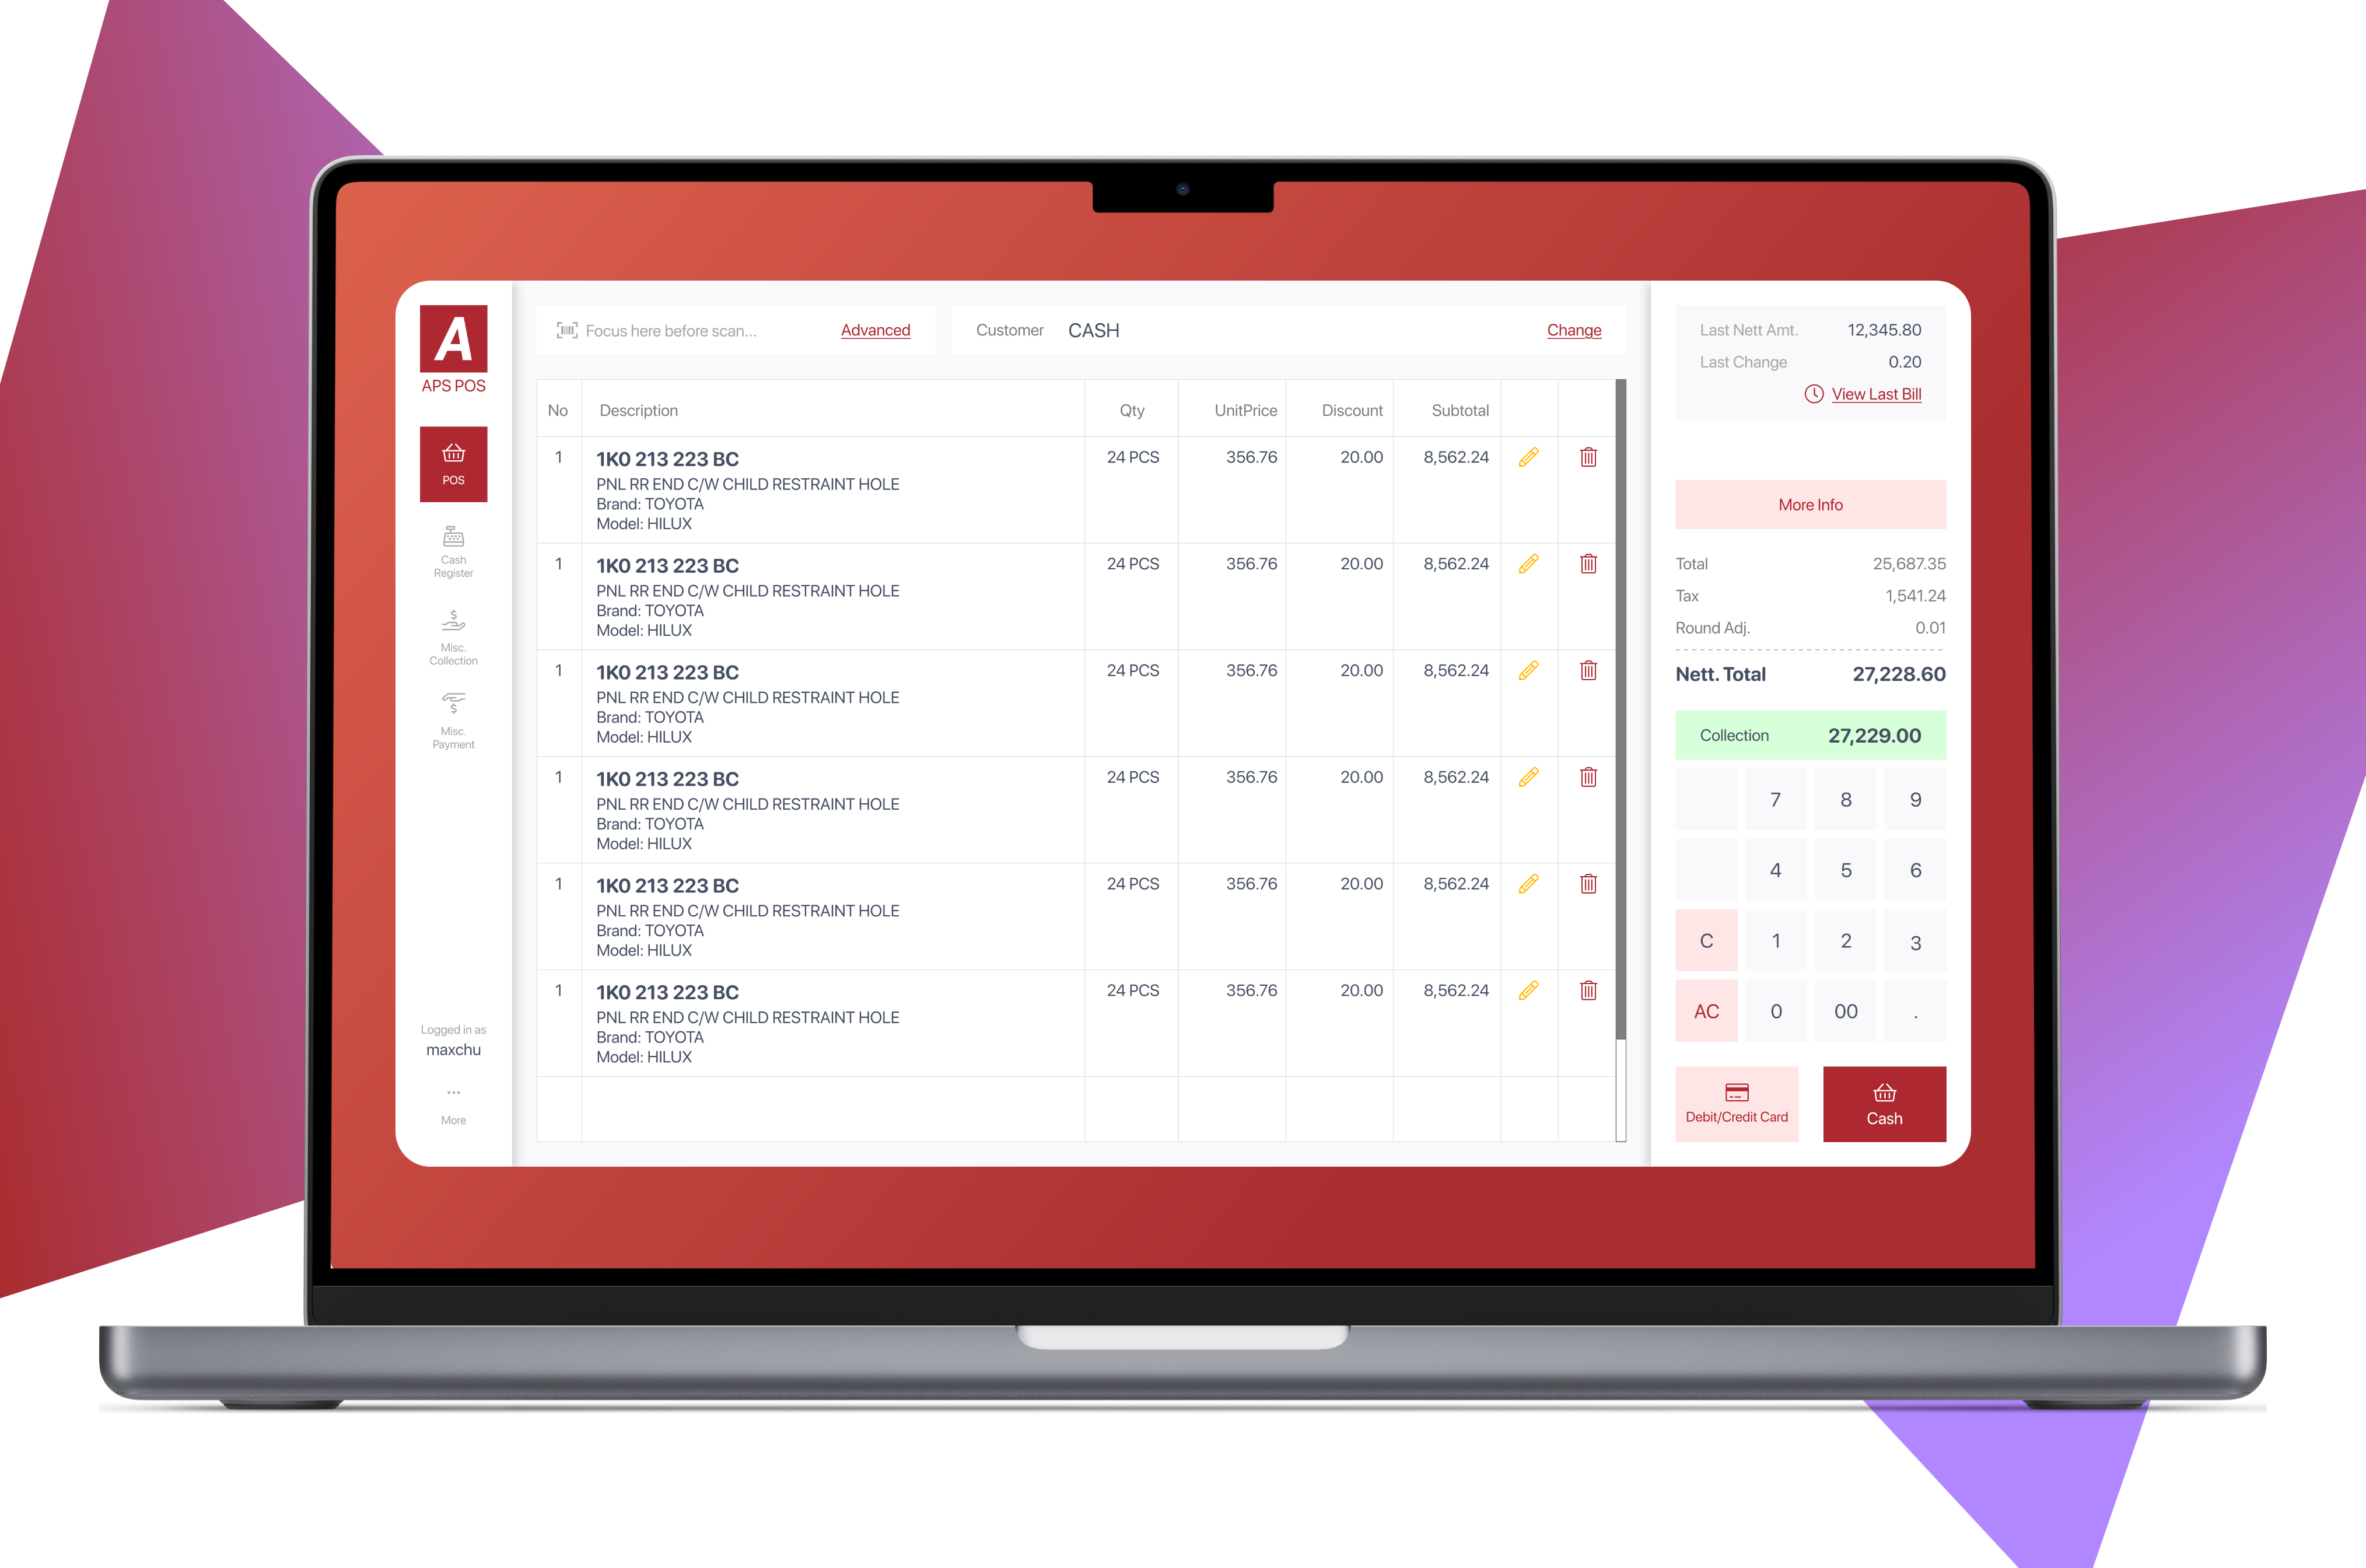 A
APS POS
POS
Cash
Register
Misc.
Collection
Misc.
Payment
Logged in as
maxchu
...
More
Focus here before scan... Advanced
Customer CASH Change
No Description Qty UnitPrice Discount Subtotal
1 1K0 213 223 BC 24 PCS 356.76 20.00 8,562.24
PNL RR END C/W CHILD RESTRAINT HOLE
Brand: TOYOTA
Model: HILUX
1 1K0 213 223 BC 24 PCS 356.76 20.00 8,562.24
PNL RR END C/W CHILD RESTRAINT HOLE
Brand: TOYOTA
Model: HILUX
1 1K0 213 223 BC 24 PCS 356.76 20.00 8,562.24
PNL RR END C/W CHILD RESTRAINT HOLE
Brand: TOYOTA
Model: HILUX
1 1K0 213 223 BC 24 PCS 356.76 20.00 8,562.24
PNL RR END C/W CHILD RESTRAINT HOLE
Brand: TOYOTA
Model: HILUX
1 1K0 213 223 BC 24 PCS 356.76 20.00 8,562.24
PNL RR END C/W CHILD RESTRAINT HOLE
Brand: TOYOTA
Model: HILUX
1 1K0 213 223 BC 24 PCS 356.76 20.00 8,562.24
PNL RR END C/W CHILD RESTRAINT HOLE
Brand: TOYOTA
Model: HILUX
Last Nett Amt. 12,345.80
Last Change 0.20
View Last Bill
More Info
Total 25,687.35
Tax 1,541.24
Round Adj. 0.01
Nett. Total 27,228.60
Collection 27,229.00
7 8 9
4 5 6
C 1 2 3
AC 0 00 .
Debit/Credit Card Cash